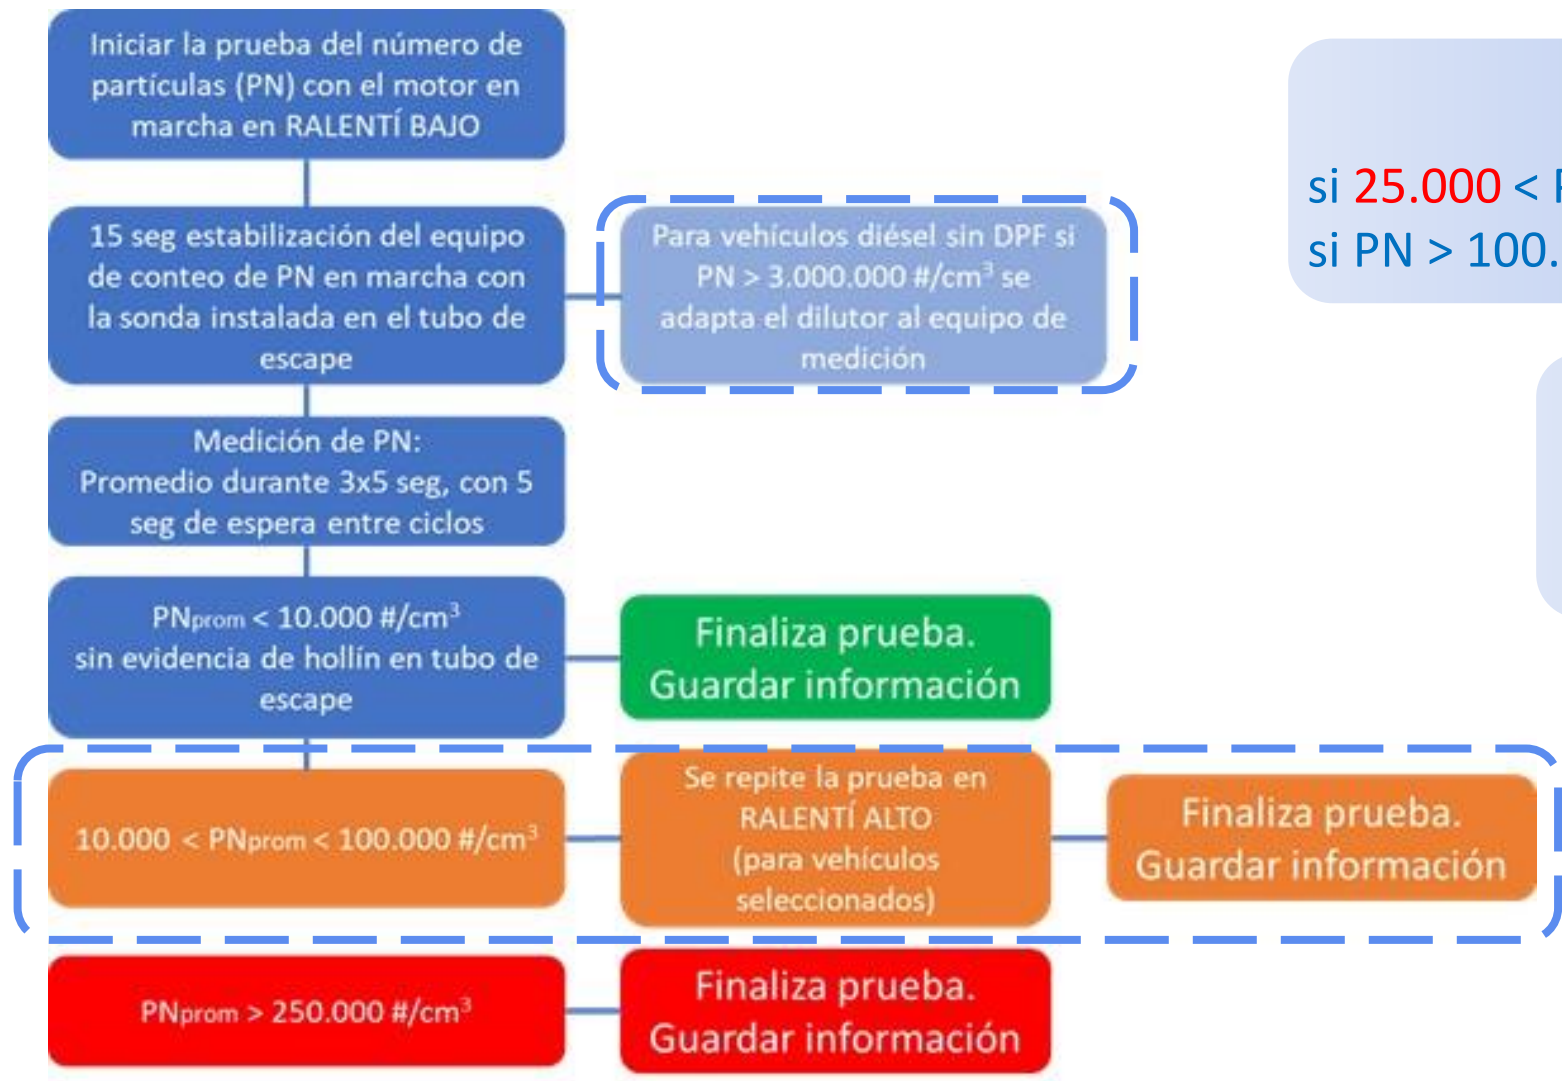 Iniciar la prueba del número de
partículas (PN) con el motor en
marcha en RALENTÍ BAJO
15 seg estabilización del equipo
de conteo de PN en marcha con
la sonda instalada en el tubo de
escape
Para vehículos diésel sin DPF si
PN > 3.000.000 #/cm³ se
adapta el dilutor al equipo de
medición
si 25.000 <
si PN > 100.
Medición de PN:
Promedio durante 3x5 seg, con 5
seg de espera entre ciclos
PNprom < 10.000 #/cm³
sin evidencia de hollín en tubo de
escape
Finaliza prueba.
Guardar información
10.000 < PNprom < 100.000 #/cm³
Se repite la prueba en
RALENTÍ ALTO
(para vehículos
seleccionados)
Finaliza prueba.
Guardar información
PNprom > 250.000 #/cm³
Finaliza prueba.
Guardar información